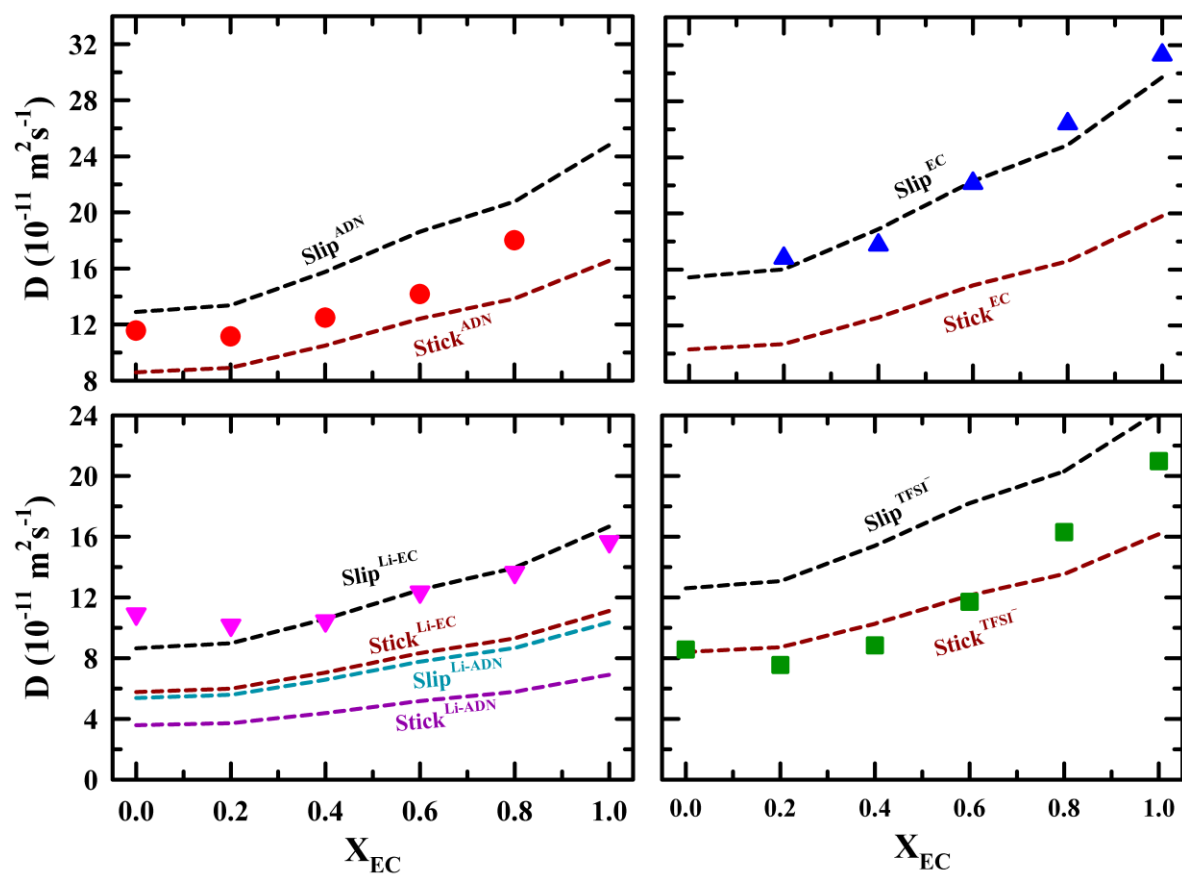 D (10^-11 m^2s^-1)
32
28
24
20
16
12
8
Slip^ADN
Stick^ADN
Slip^EC
Stick^EC
D (10^-11 m^2s^-1)
24
20
16
12
8
4
0
Slip^Li-EC
Stick^Li-EC
Slip^Li-ADN
Stick^Li-ADN
Slip^TFSI^-
Stick^TFSI^-
0.0 0.2 0.4 0.6 0.8 1.0
0.0 0.2 0.4 0.6 0.8 1.0
X_EC
X_EC